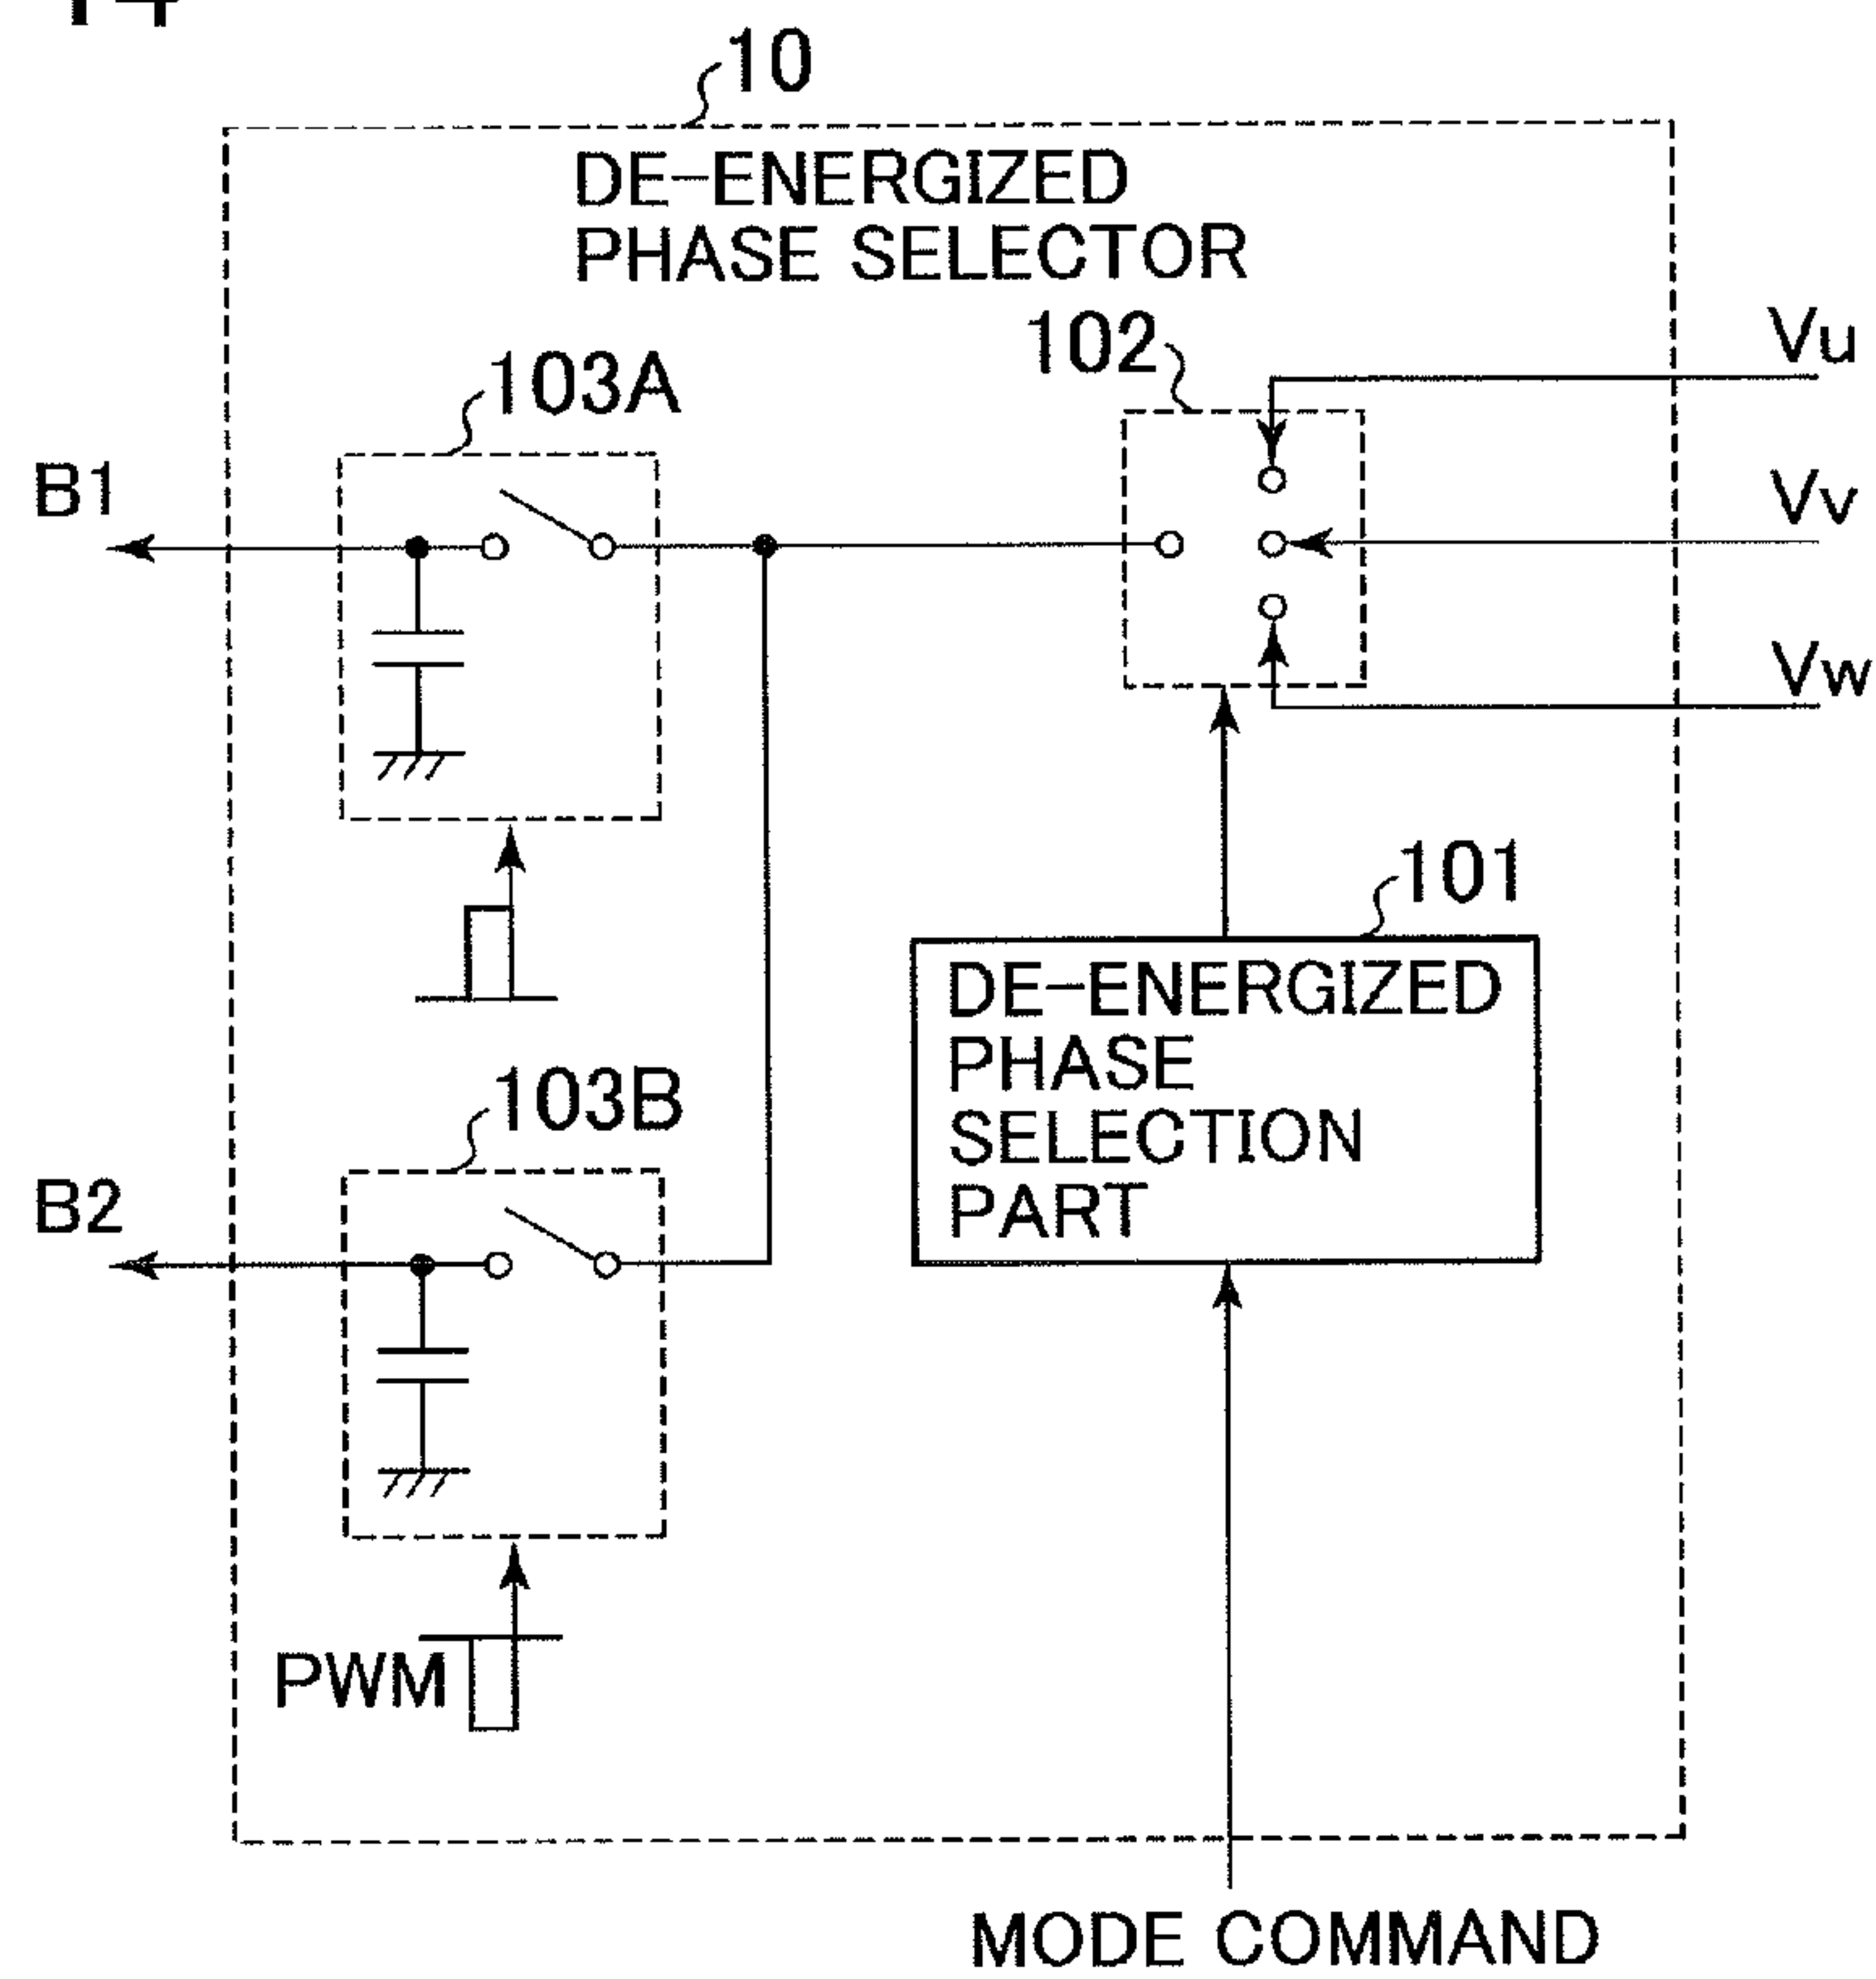 10
DE-ENERGIZED
PHASE SELECTOR
102
Vu
103A
B1
Vv
Vw
101
DE-ENERGIZED
PHASE
SELECTION
PART
103B
B2
PWM
MODE COMMAND